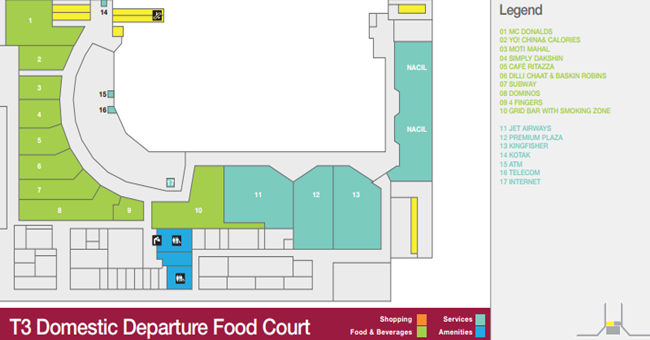 Legend
01 MC DONALDS
02 YO! CHINA& CALORIES
03 MOTI MAHAL
04 SIMPLY DAKSHIN
05 CAFÉ RITAZZA
06 DILLI CHAAT & BASKIN ROBINS
07 SUBWAY
08 DOMINOS
09 4 FINGERS
10 GRID BAR WITH SMOKING ZONE
11 JET AIRWAYS
12 PREMIUM PLAZA
13 KINGFISHER
14 KOTAK
15 ATM
16 TELECOM
17 INTERNET
1
14
2
NACIL
3
15
4
16
NACIL
5
6
7
8
9
10
11
12
13
T3 Domestic Departure Food Court
Shopping
Services
Food & Beverages
Amenities